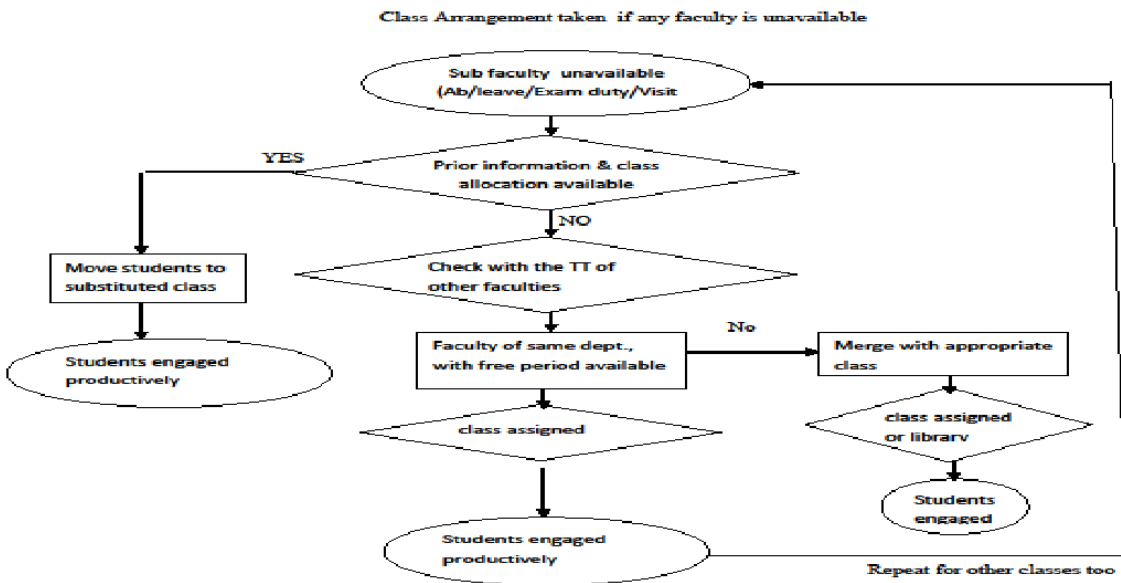 Class Arrangement taken if any faculty is unavailable
Sub faculty unavailable
(Ab/leave/Exam duty/Visit
YES
Prior information & class
allocation available
NO
Move students to
substituted class
Check with the TT of
other faculties
Students engaged
productively
Faculty of same dept.,
with free period available
No
Merge with appropriate
class
class assigned
class assigned
or library
Students
engaged
Students engaged
productively
Repeat for other classes too